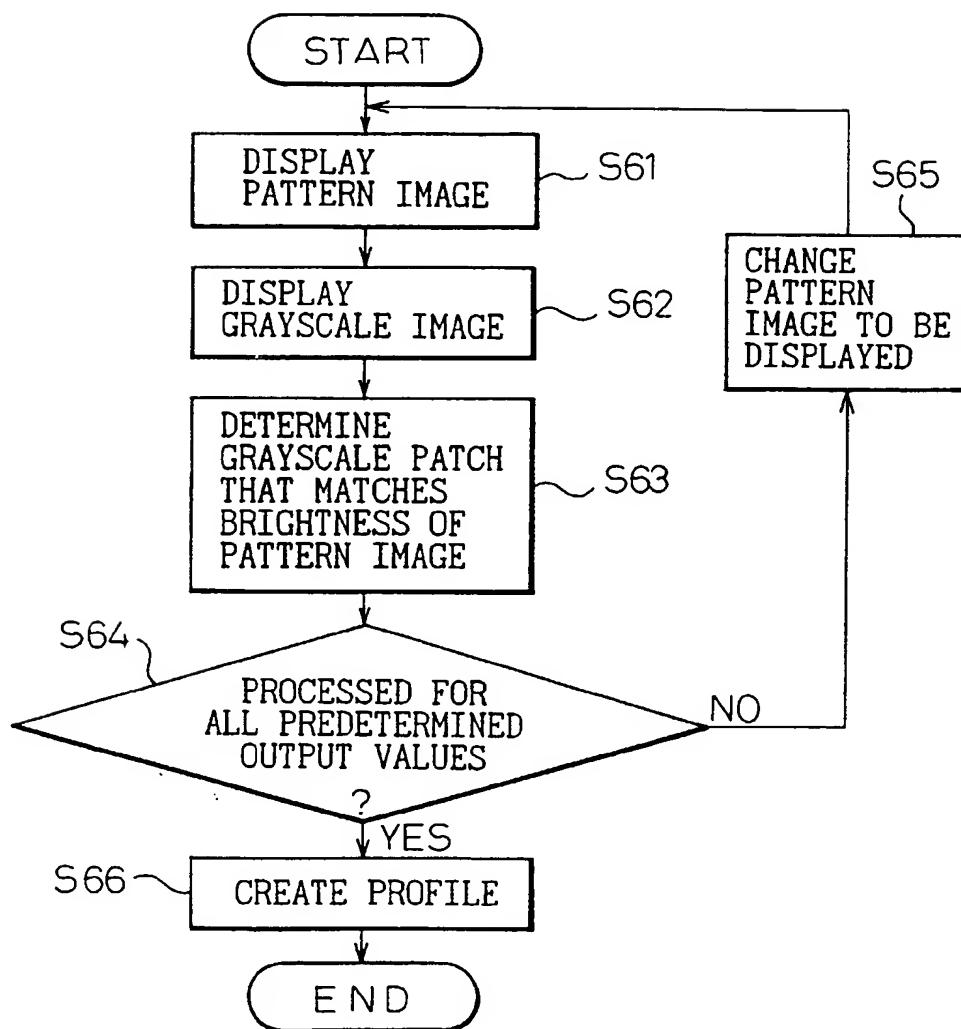 START
DISPLAY
PATTERN IMAGE
S61
DISPLAY
GRAYSCALE IMAGE
S62
DETERMINE
GRAYSCALE PATCH
THAT MATCHES
BRIGHTNESS OF
PATTERN IMAGE
S63
S64
PROCESSED FOR
ALL PREDETERMINED
OUTPUT VALUES
?
NO
S65
CHANGE
PATTERN
IMAGE TO BE
DISPLAYED
YES
S66
CREATE PROFILE
END